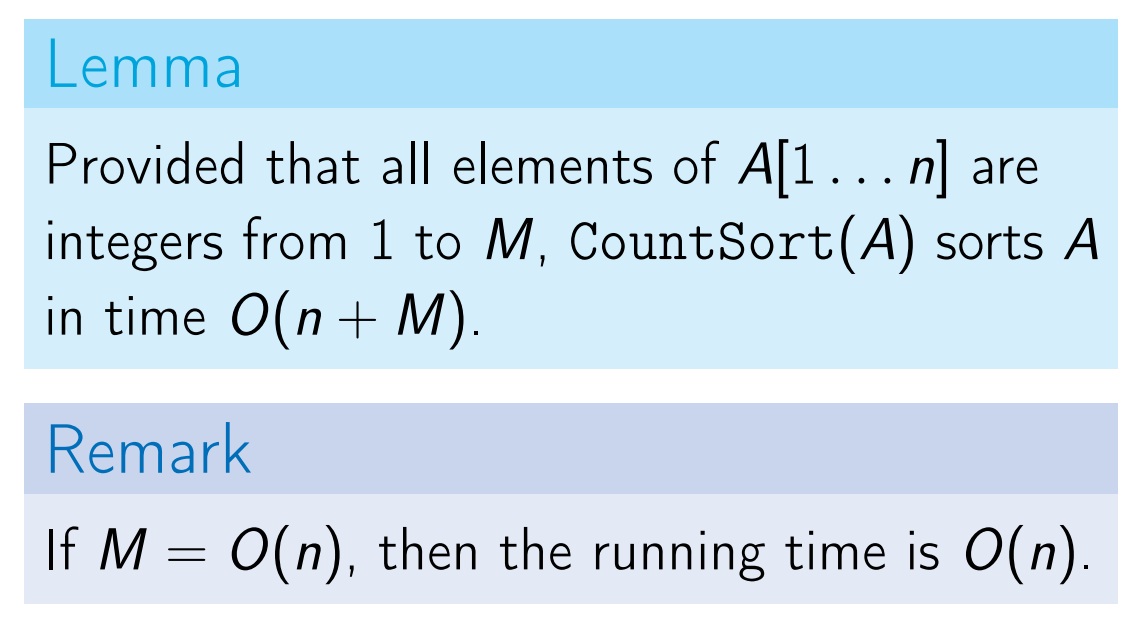 Lemma
Provided that all elements of A[1 . . . n] are
integers from 1 to M, CountSort(A) sorts A
in time O(n + M).
Remark
If M = O(n), then the running time is O(n).